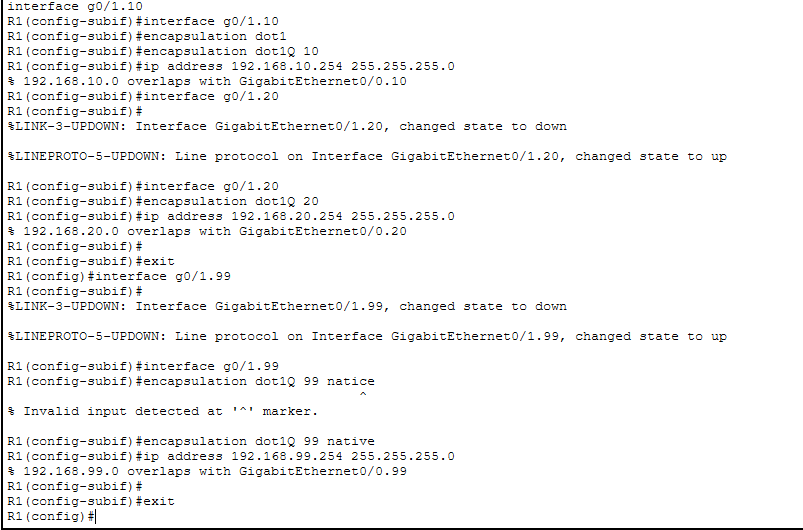 interface g0/1.10
R1(config-subif)#interface g0/1.10
R1(config-subif)#encapsulation dot1
R1(config-subif)#encapsulation dot1Q 10
R1(config-subif)#ip address 192.168.10.254 255.255.255.0
% 192.168.10.0 overlaps with GigabitEthernet0/0.10
R1(config-subif)#interface g0/1.20
R1(config-subif)#
%LINK-3-UPDOWN: Interface GigabitEthernet0/1.20, changed state to down
%LINEPROTO-5-UPDOWN: Line protocol on Interface GigabitEthernet0/1.20, changed state to up
R1(config-subif)#interface g0/1.20
R1(config-subif)#encapsulation dot1Q 20
R1(config-subif)#ip address 192.168.20.254 255.255.255.0
% 192.168.20.0 overlaps with GigabitEthernet0/0.20
R1(config-subif)#
R1(config-subif)#exit
R1(config)#interface g0/1.99
R1(config-subif)#
%LINK-3-UPDOWN: Interface GigabitEthernet0/1.99, changed state to down
%LINEPROTO-5-UPDOWN: Line protocol on Interface GigabitEthernet0/1.99, changed state to up
R1(config-subif)#interface g0/1.99
R1(config-subif)#encapsulation dot1Q 99 natice
^
% Invalid input detected at '^' marker.
R1(config-subif)#encapsulation dot1Q 99 native
R1(config-subif)#ip address 192.168.99.254 255.255.255.0
% 192.168.99.0 overlaps with GigabitEthernet0/0.99
R1(config-subif)#
R1(config-subif)#exit
R1(config)#